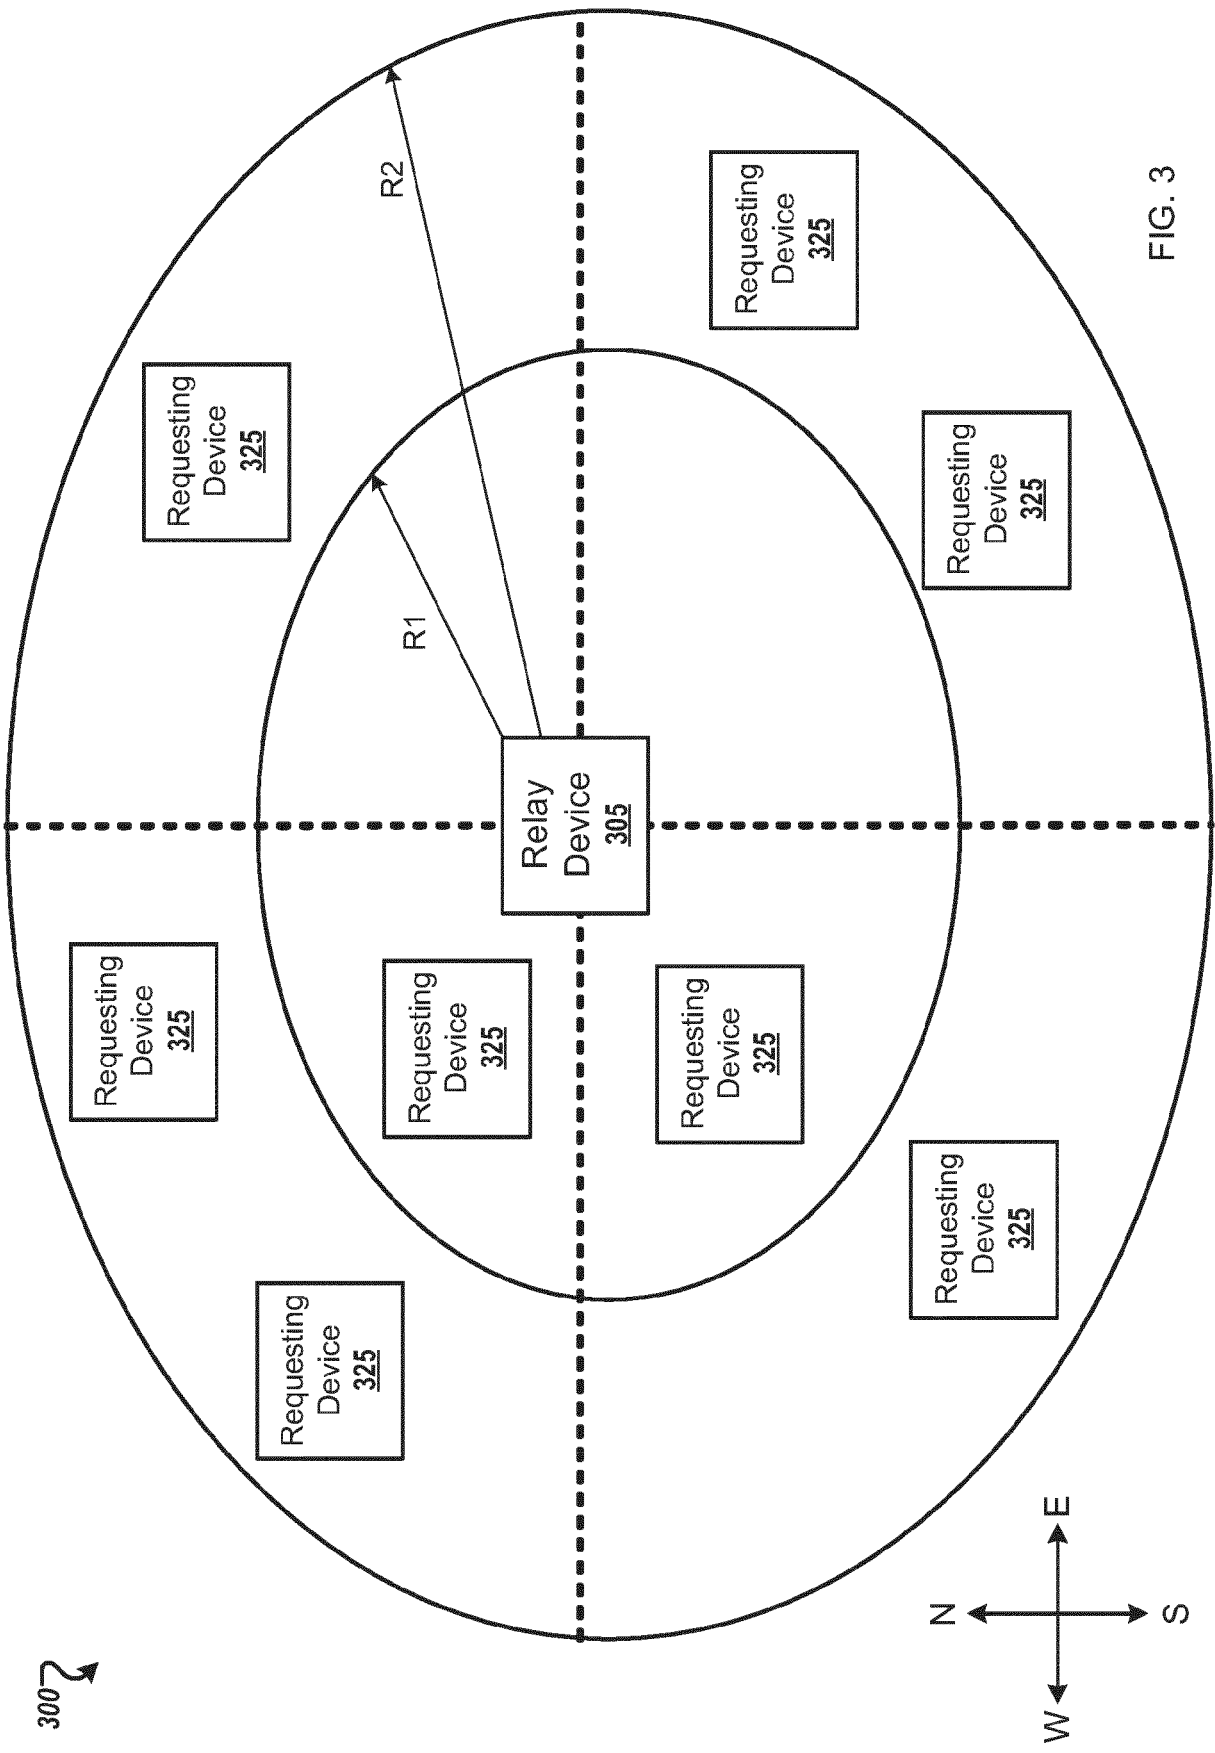 300
Requesting
Device
325
Requesting
Device
325
Requesting
Device
325
R2
R1
Requesting
Device
325
Relay
Device
305
Requesting
Device
325
Requesting
Device
325
Requesting
Device
325
Requesting
Device
325
N
W
E
S
FIG. 3